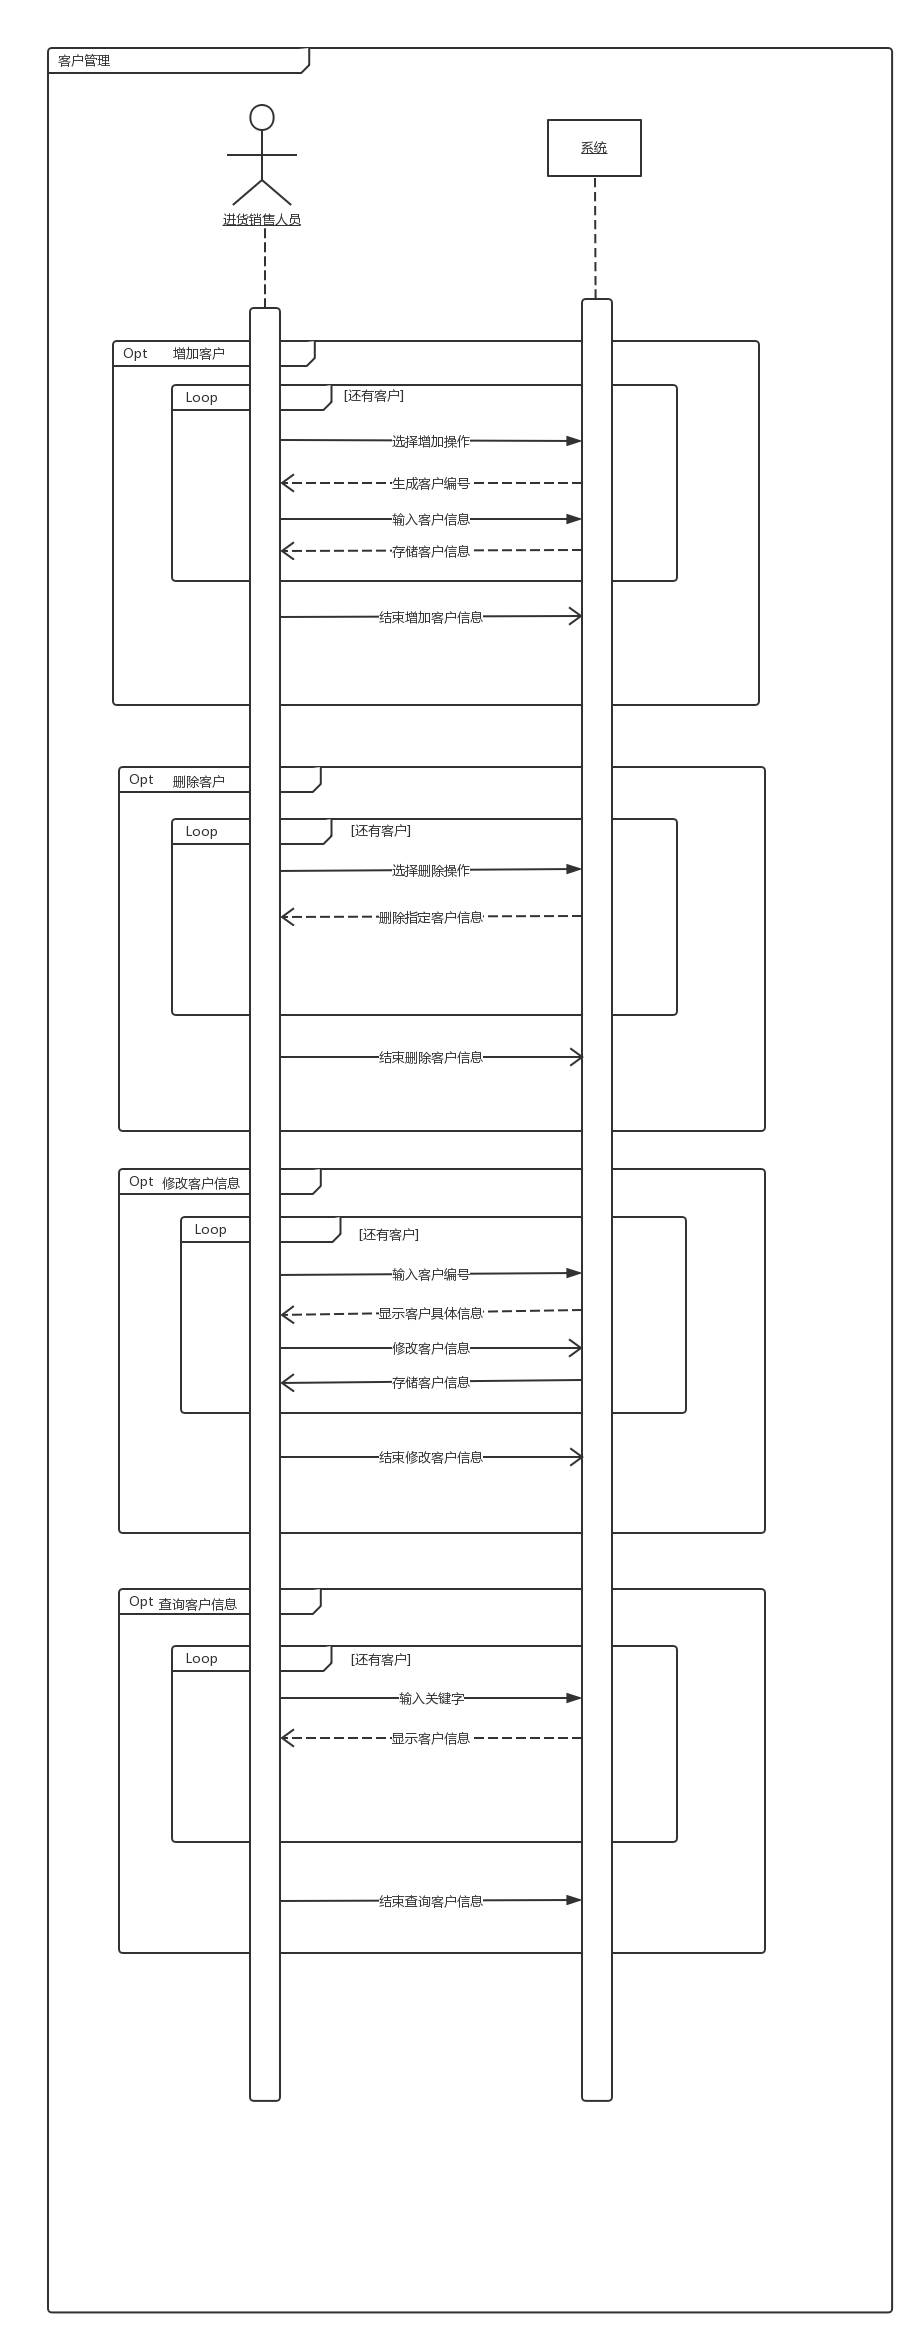 客户管理
系统
进货销售人员
Opt 增加客户
Loop [还有客户]
选择增加操作
生成客户编号
输入客户信息
存储客户信息
结束增加客户信息
Opt 删除客户
Loop [还有客户]
选择删除操作
删除指定客户信息
结束删除客户信息
Opt 修改客户信息
Loop [还有客户]
输入客户编号
显示客户具体信息
修改客户信息
存储客户信息
结束修改客户信息
Opt 查询客户信息
Loop [还有客户]
输入关键字
显示客户信息
结束查询客户信息